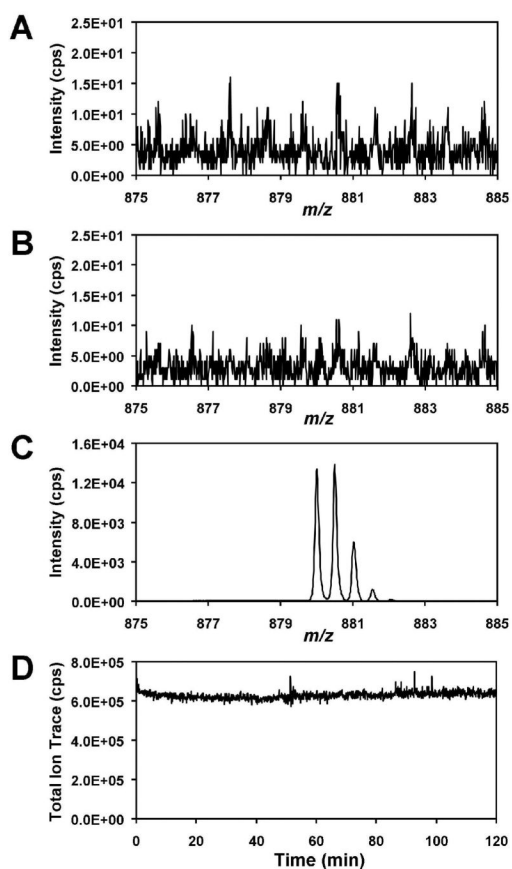 A
Intensity (cps)
2.5E+01
2.0E+01
1.5E+01
1.0E+01
5.0E+00
0.0E+00
875 877 879 881 883 885
m/z
B
Intensity (cps)
2.5E+01
2.0E+01
1.5E+01
1.0E+01
5.0E+00
0.0E+00
875 877 879 881 883 885
m/z
C
Intensity (cps)
1.6E+04
1.2E+04
8.0E+03
4.0E+03
0.0E+00
875 877 879 881 883 885
m/z
D
Total Ion Trace (cps)
8.0E+05
6.0E+05
4.0E+05
2.0E+05
0.0E+00
0 20 40 60 80 100 120
Time (min)